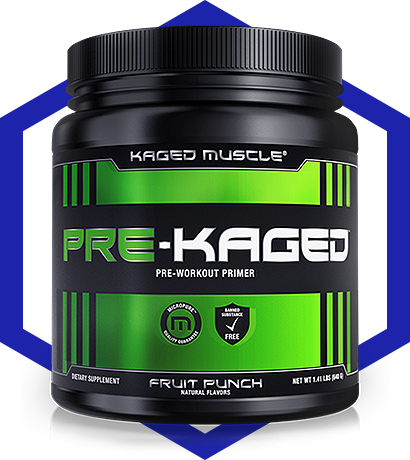 KAGED MUSCLE®
PRE-KAGED
PRE-WORKOUT PRIMER
MICROPURE™
m
QUALITY GUARANTEE
BANNED
SUBSTANCE
FREE
DIETARY SUPPLEMENT
FRUIT PUNCH
NATURAL FLAVORS
NET WT 1.41 LBS (640 G)